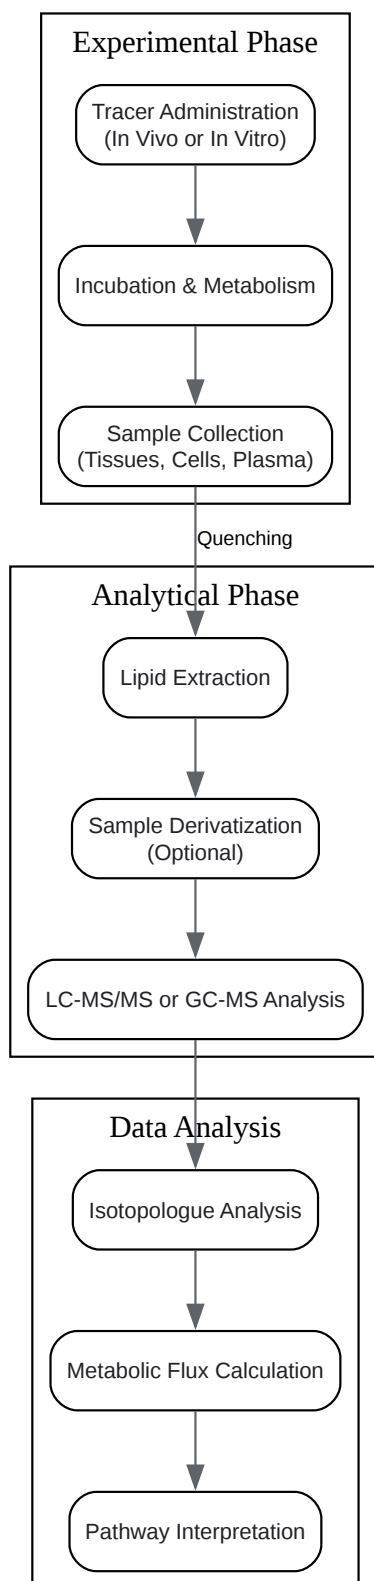 Experimental Phase
Tracer Administration
(In Vivo or In Vitro)
Incubation & Metabolism
Sample Collection
(Tissues, Cells, Plasma)
Quenching
Analytical Phase
Lipid Extraction
Sample Derivatization
(Optional)
LC-MS/MS or GC-MS Analysis
Data Analysis
Isotopologue Analysis
Metabolic Flux Calculation
Pathway Interpretation